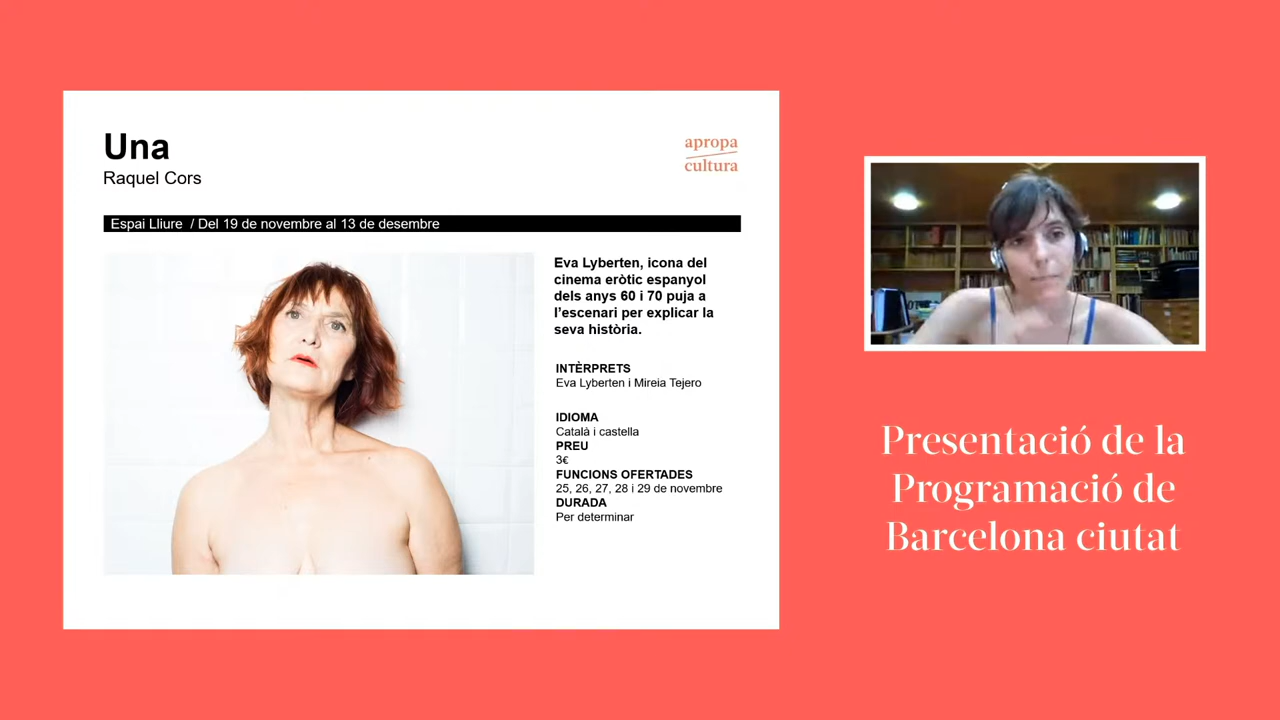 Una
Raquel Cors
apropa
cultura
Espai Lliure / Del 19 de novembre al 13 de desembre
Eva Lyberten, icona del
cinema eròtic espanyol
dels anys 60 i 70 puja a
l’escenari per explicar la
seva història.
INTÈRPRETS
Eva Lyberten i Mireia Tejero
IDIOMA
Català i castella
PREU
3€
FUNCIONS OFERTADES
25, 26, 27, 28 i 29 de novembre
DURADA
Per determinar
Presentació de la
Programació de
Barcelona ciutat